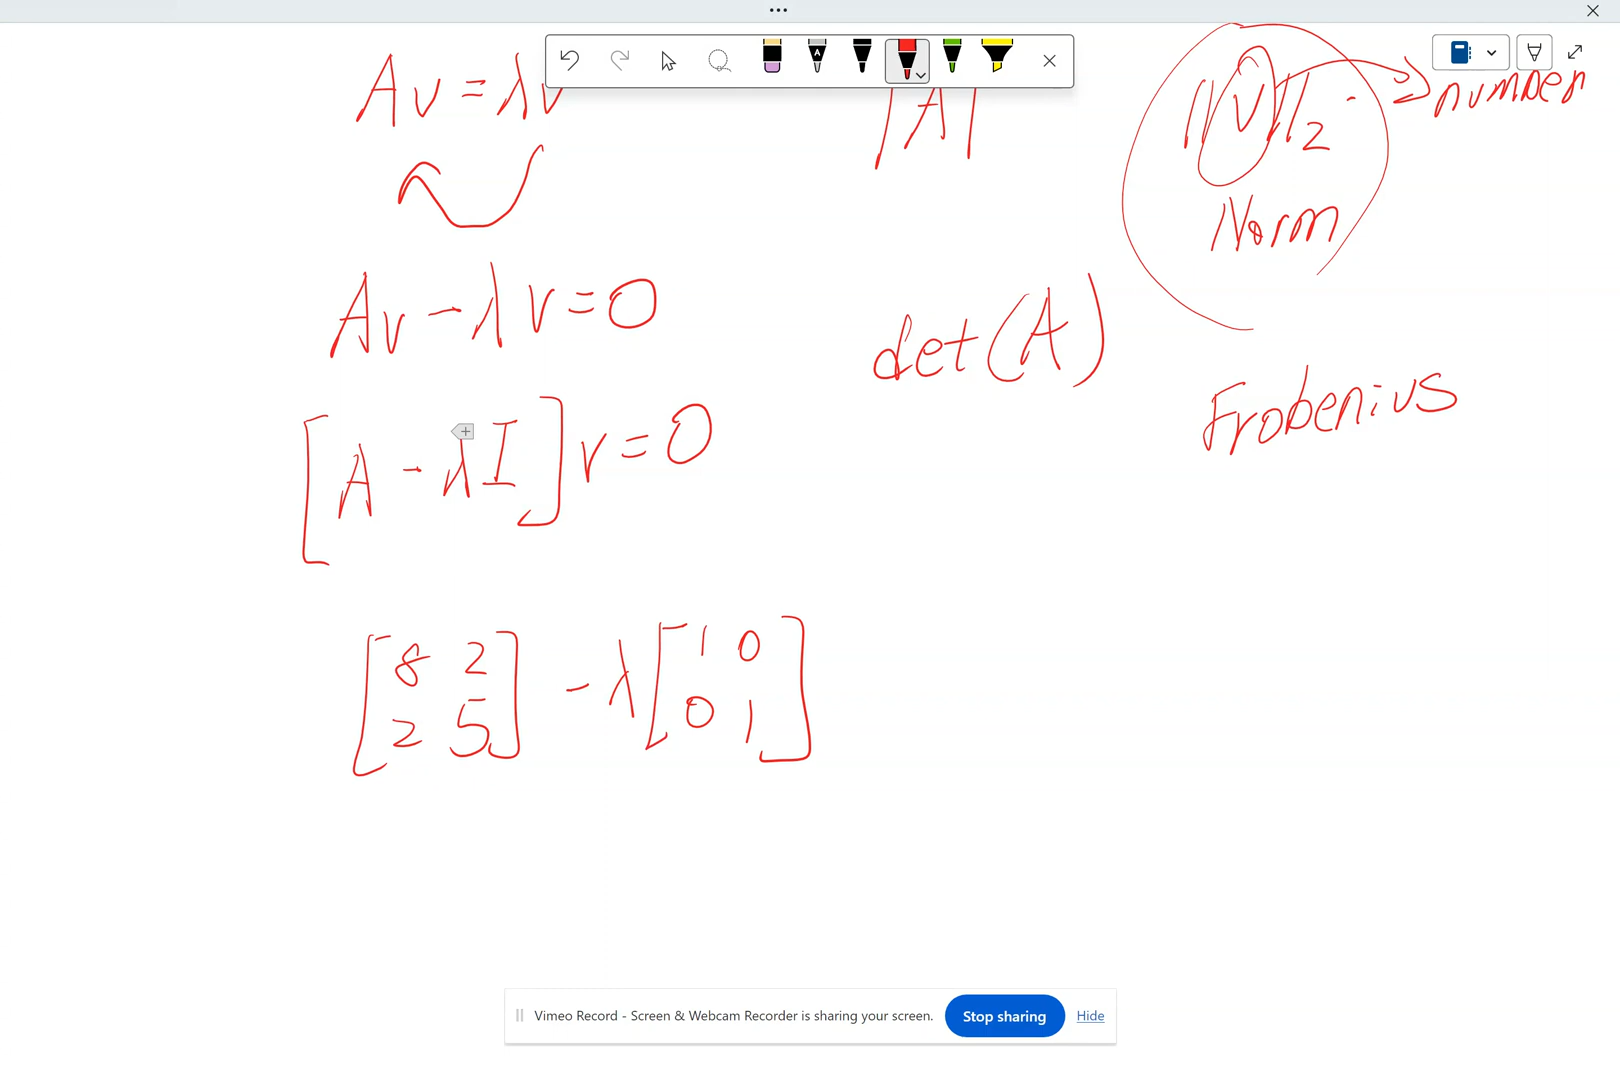 Av = λv
|A|
||v||₂ → number
Norm
Av − λv = 0
det(A)
Frobenius
[A − λI] v = 0
[8 2
2 5] − λ [1 0
0 1]
Vimeo Record - Screen & Webcam Recorder is sharing your screen. Stop sharing Hide